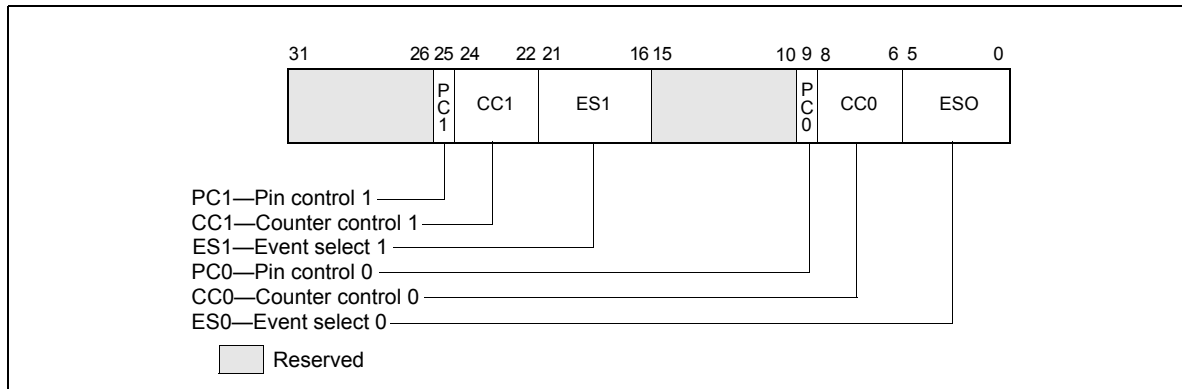 31 26 25 24 22 21 16 15 10 9 8 6 5 0
PC1 CC1 ES1 PC0 CC0 ESO
PC1—Pin control 1
CC1—Counter control 1
ES1—Event select 1
PC0—Pin control 0
CC0—Counter control 0
ES0—Event select 0
Reserved